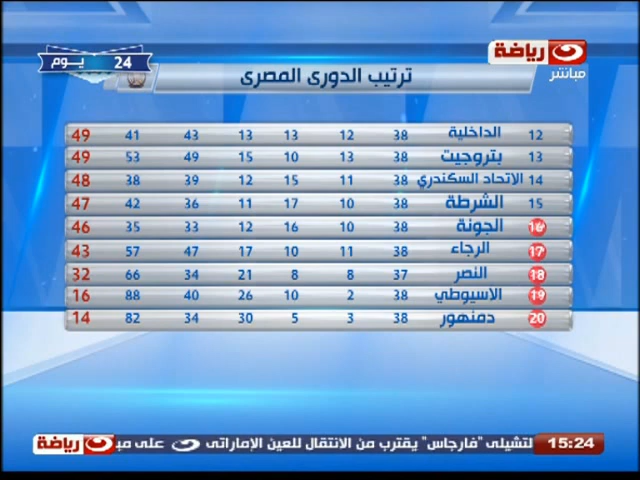 رياضة
مباشر
24 يوم
ترتيب الدورى المصرى
12 الداخلية 38 12 13 13 43 41 49
13 بتروجيت 38 13 10 15 49 53 49
14 الاتحاد السكندري 38 11 15 12 39 38 48
15 الشرطة 38 10 17 11 36 42 47
16 الجونة 38 10 16 12 33 35 46
17 الرجاء 38 11 10 17 47 57 43
18 النصر 37 8 8 21 34 66 32
19 الاسيوطي 38 2 10 26 40 88 16
20 دمنهور 38 3 5 30 34 82 14
15:24 لتشيلى "فارجاس" يقترب من الانتقال للعين الإماراتى على مب رياضة